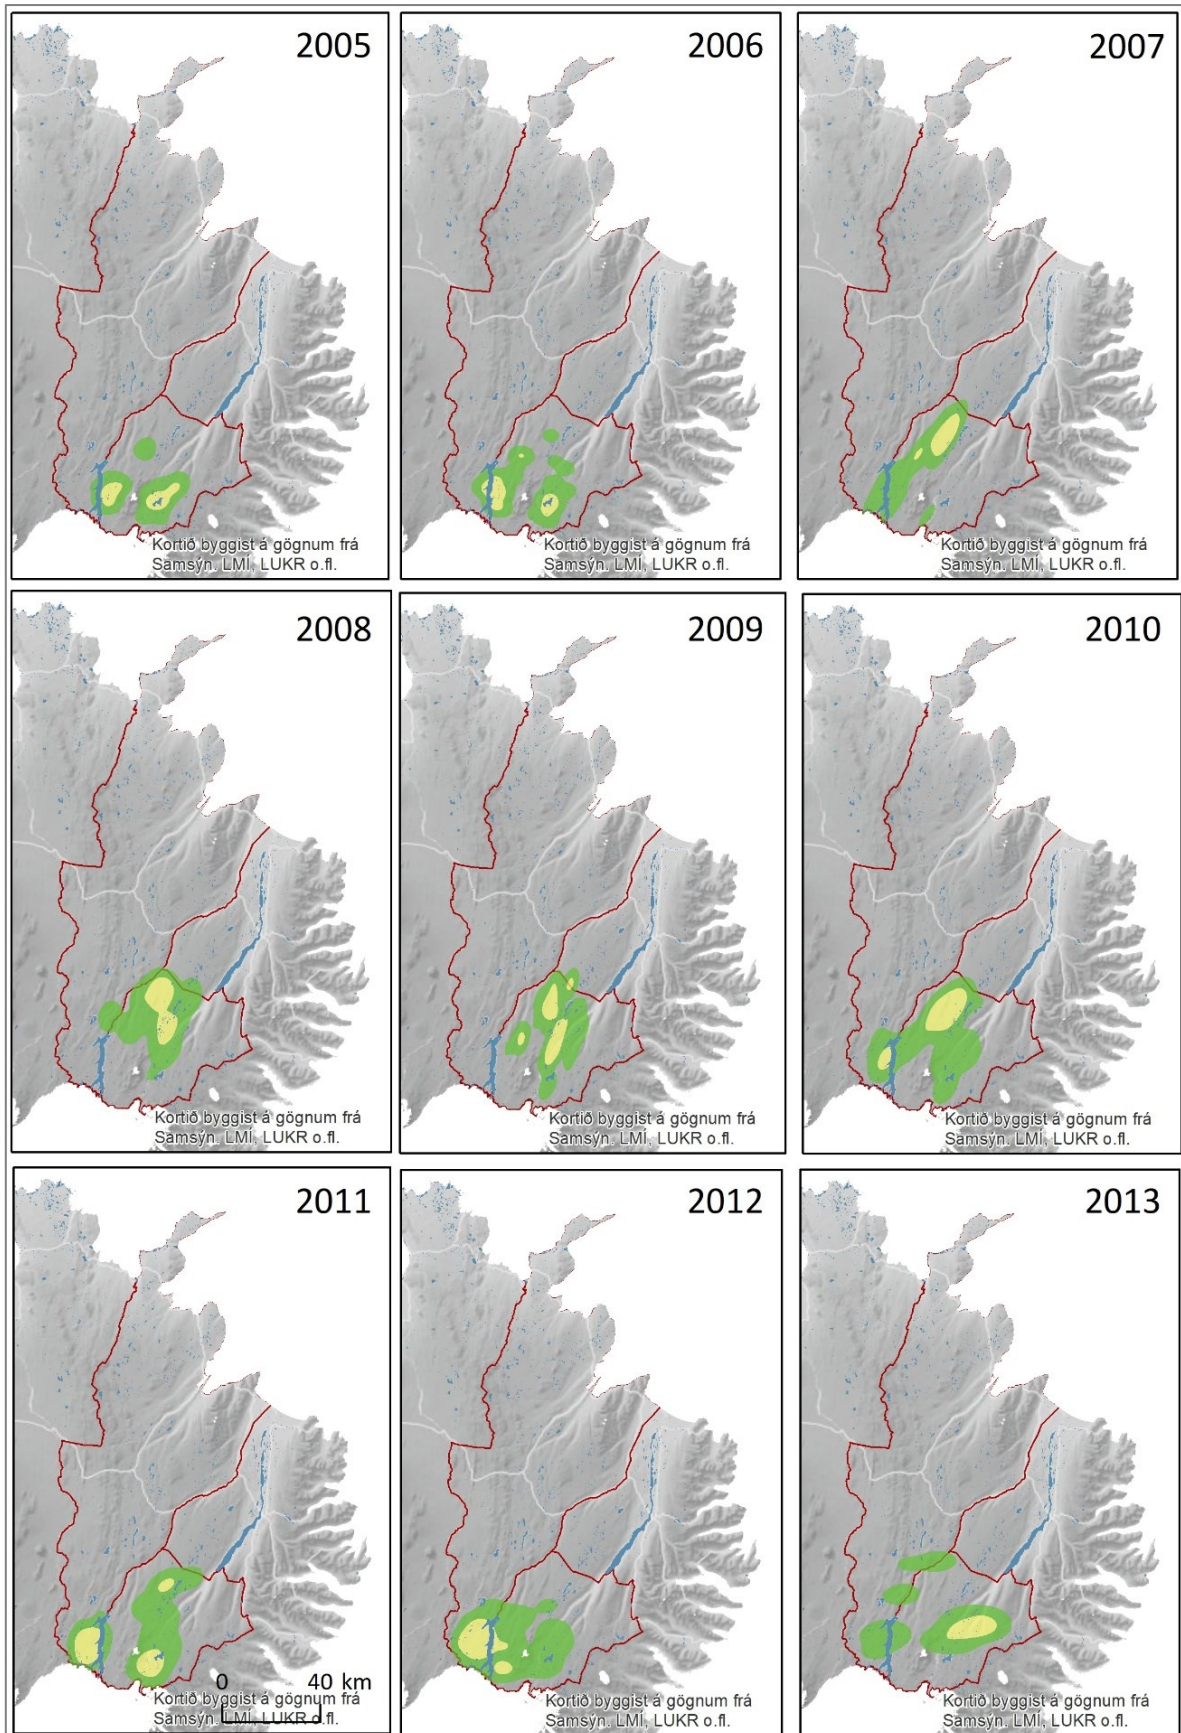 2005
Kortið byggist á gögnum frá
Samsýn. LMÍ, LUKR o.fl.
2006
Kortið byggist á gögnum frá
Samsýn. LMÍ, LUKR o.fl.
2007
Kortið byggist á gögnum frá
Samsýn. LMÍ, LUKR o.fl.
2008
Kortið byggist á gögnum frá
Samsýn. LMÍ, LUKR o.fl.
2009
Kortið byggist á gögnum frá
Samsýn. LMÍ, LUKR o.fl.
2010
Kortið byggist á gögnum frá
Samsýn. LMÍ, LUKR o.fl.
2011
0 40 km
Kortið byggist á gögnum frá
Samsýn. LMÍ, LUKR o.fl.
2012
Kortið byggist á gögnum frá
Samsýn. LMÍ, LUKR o.fl.
2013
Kortið byggist á gögnum frá
Samsýn. LMÍ, LUKR o.fl.